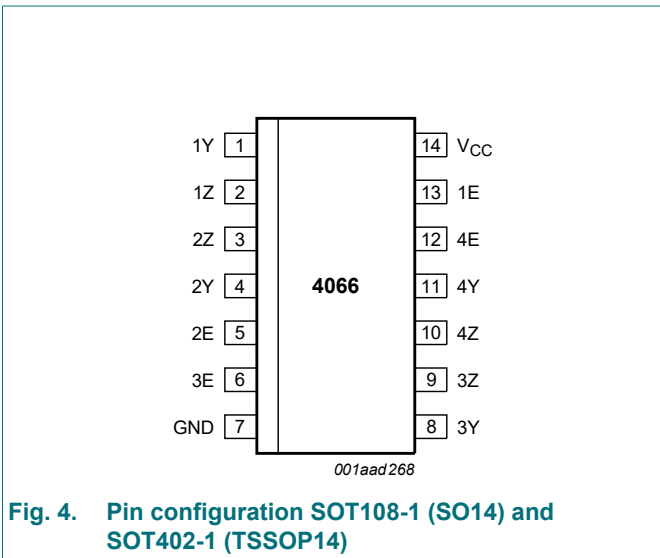 1Y 1 14 VCC
1Z 2 13 1E
2Z 3 12 4E
2Y 4 4066 11 4Y
2E 5 10 4Z
3E 6 9 3Z
GND 7 8 3Y
001aad268
Fig. 4. Pin configuration SOT108-1 (SO14) and
SOT402-1 (TSSOP14)